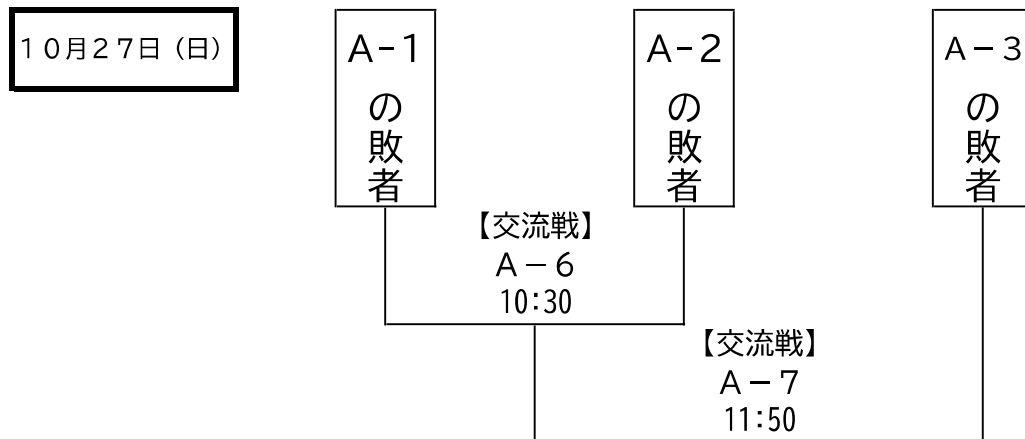 １０月２７日（日）
A-1
の敗者
A-2
の敗者
A－３
の敗者
【交流戦】
A－６
10:30
【交流戦】
A－７
11:50